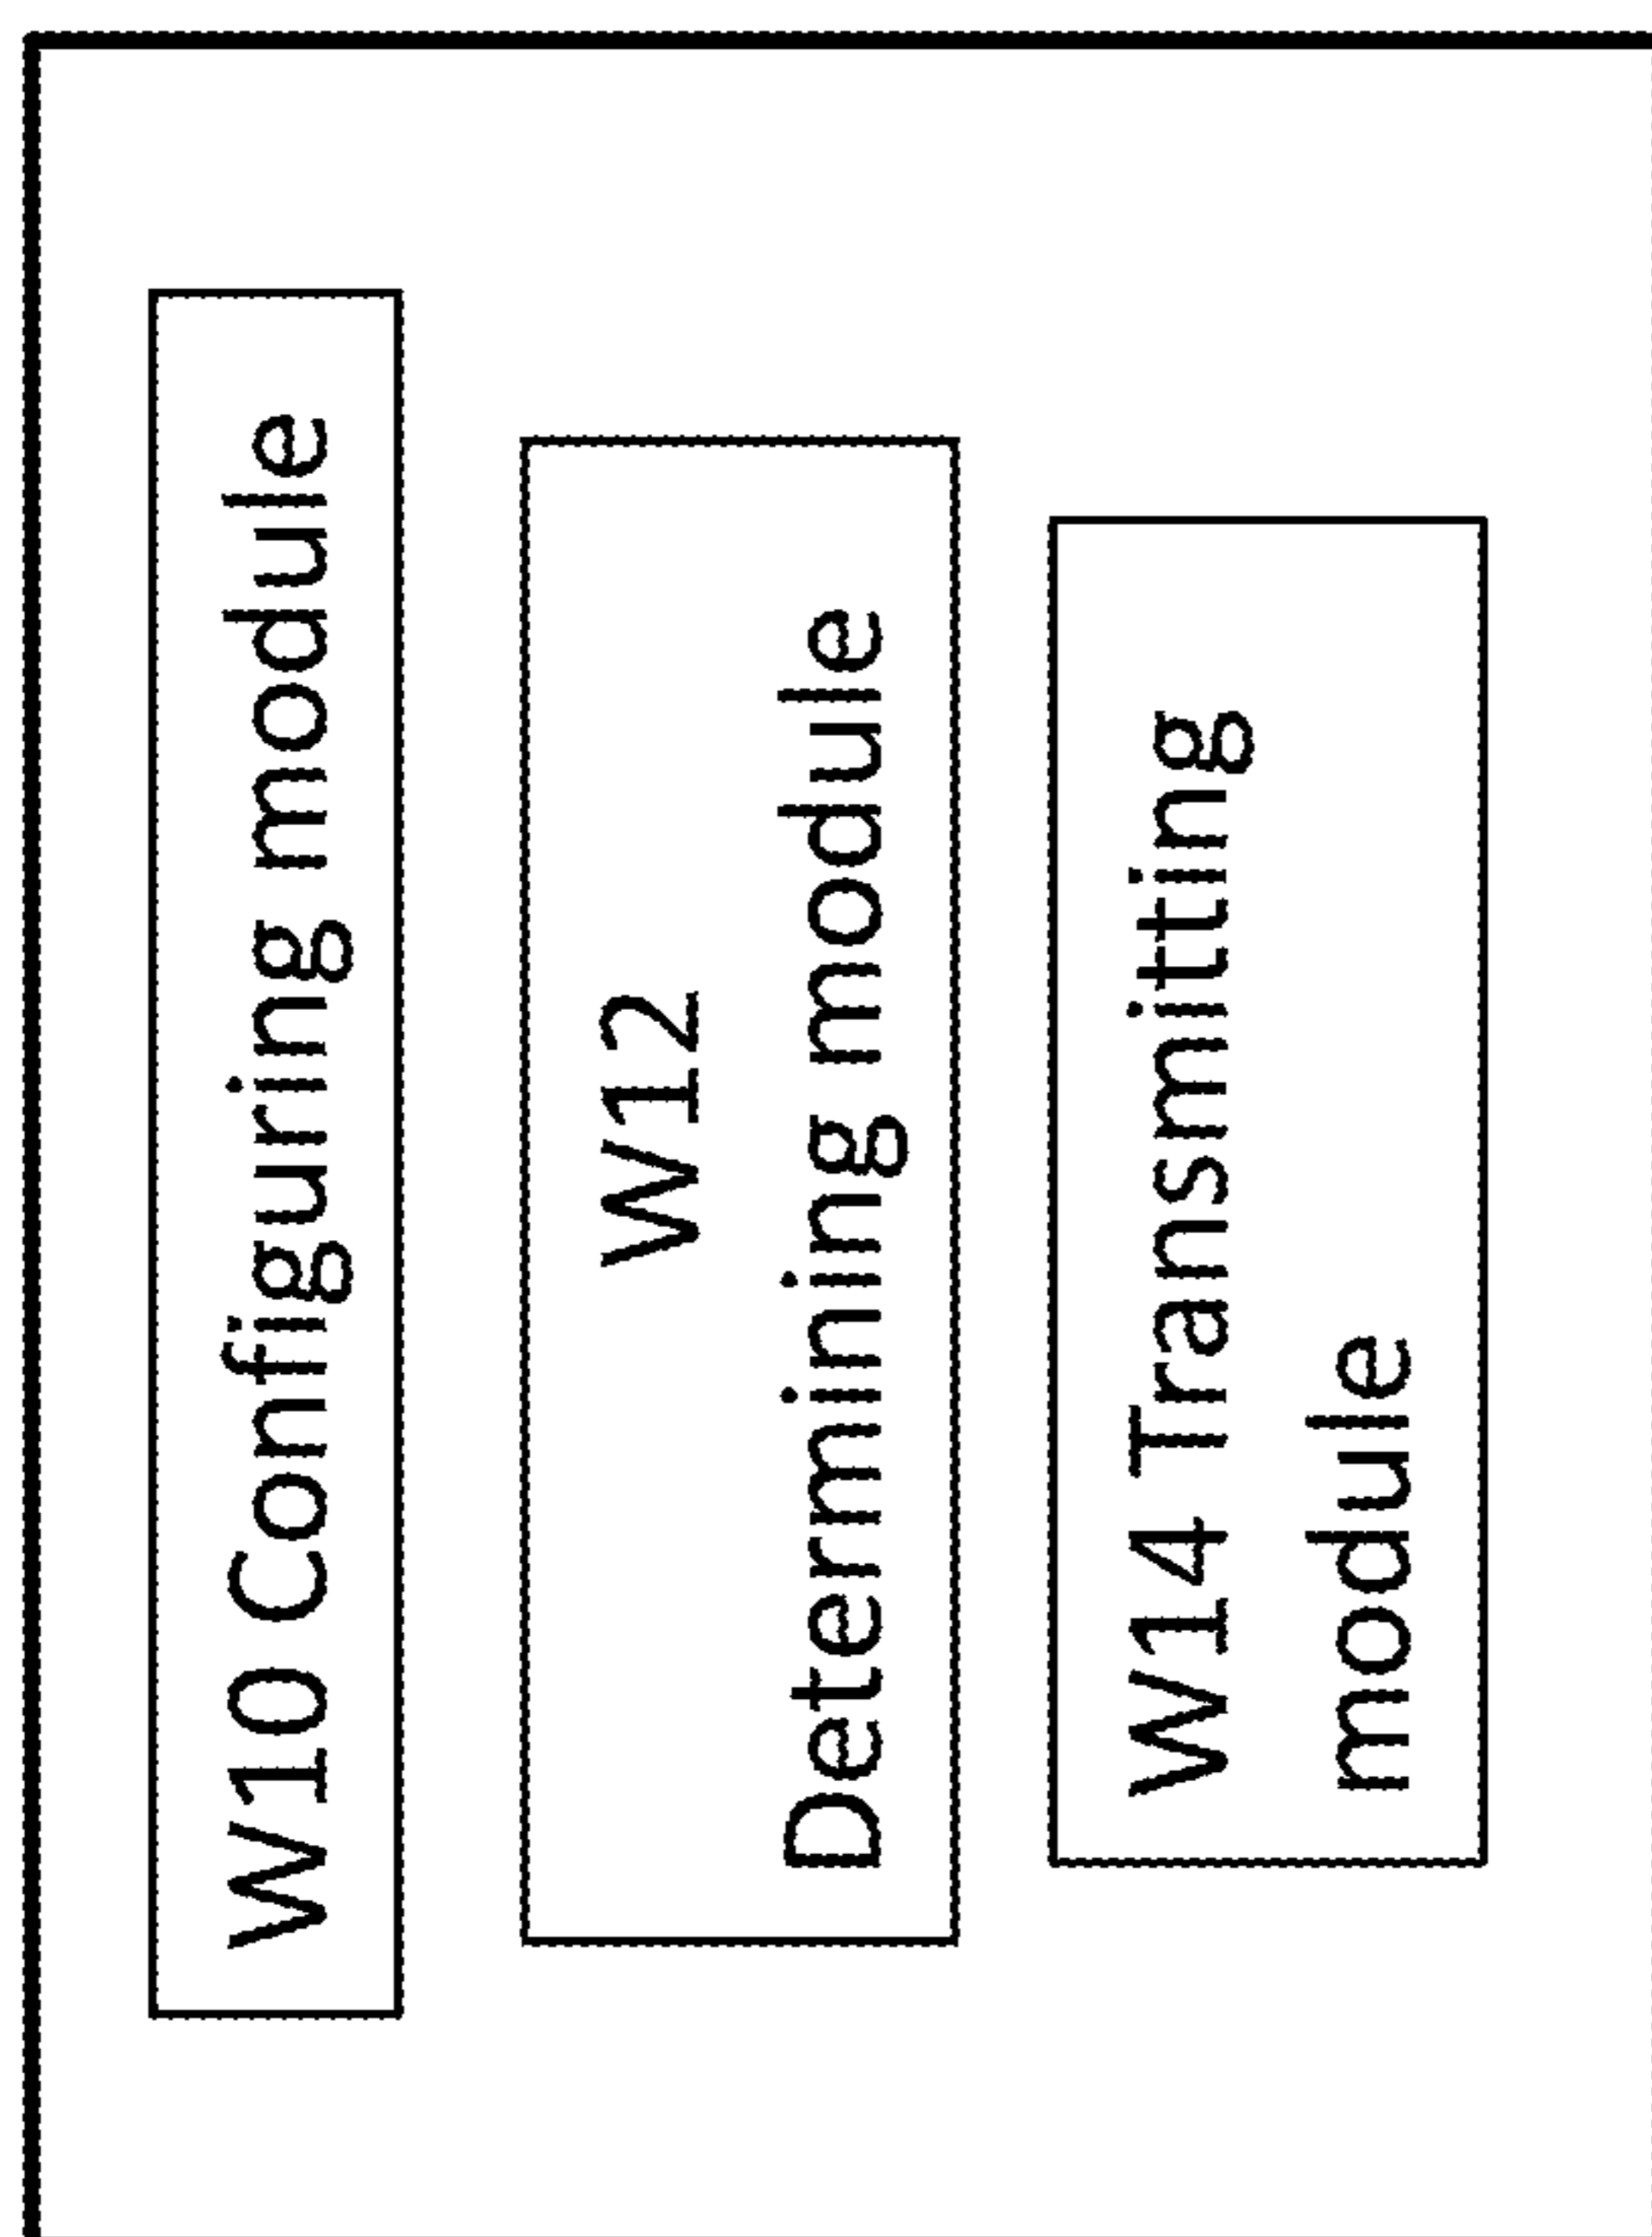 W10 Configuring module
W12
Determining module
W14 Transmitting
module